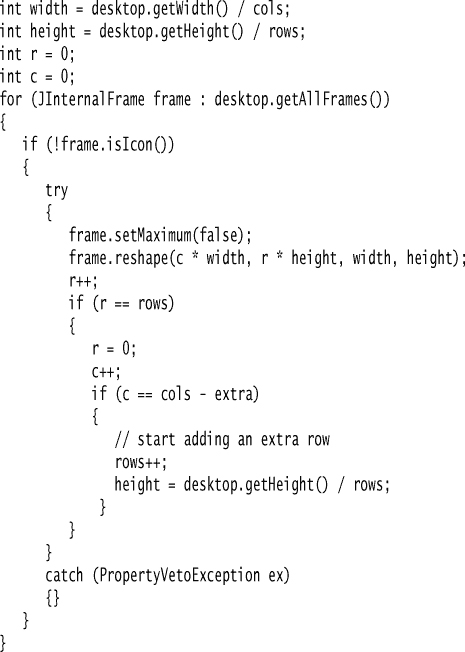 int width = desktop.getWidth() / cols;
int height = desktop.getHeight() / rows;
int r = 0;
int c = 0;
for (JInternalFrame frame : desktop.getAllFrames())
{
   if (!frame.isIcon())
   {
      try
      {
         frame.setMaximum(false);
         frame.reshape(c * width, r * height, width, height);
         r++;
         if (r == rows)
         {
            r = 0;
            c++;
            if (c == cols - extra)
            {
               // start adding an extra row
               rows++;
               height = desktop.getHeight() / rows;
             }
         }
      }
      catch (PropertyVetoException ex)
      {}
   }
}